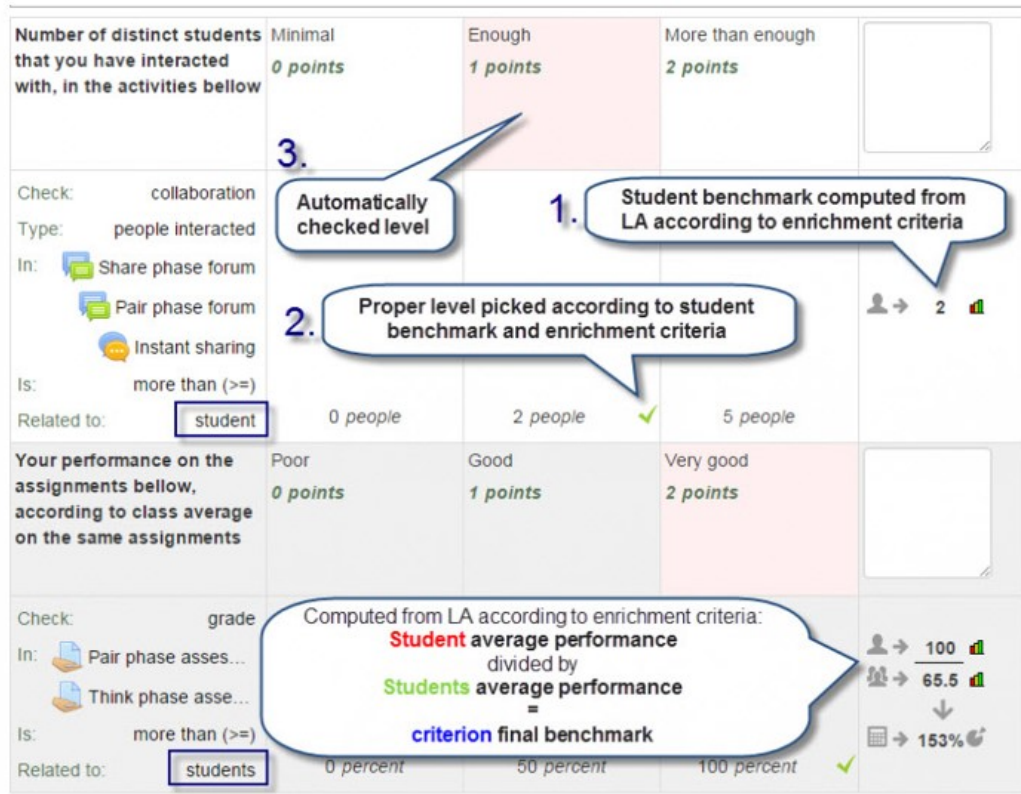 Number of distinct students
that you have interacted
with, in the activities bellow
Minimal
0 points
Enough
1 points
More than enough
2 points
3.
Automatically
checked level
1.
Student benchmark computed from
LA according to enrichment criteria
Check: collaboration
Type: people interacted
In: Share phase forum
Pair phase forum
Instant sharing
Is: more than (>=)
Related to: student
2.
Proper level picked according to student
benchmark and enrichment criteria
2
0 people
2 people
5 people
Your performance on the
assignments bellow,
according to class average
on the same assignments
Poor
0 points
Good
1 points
Very good
2 points
Check: grade
In: Pair phase asses...
Think phase asse...
Is: more than (>=)
Related to: students
Computed from LA according to enrichment criteria:
Student average performance
divided by
Students average performance
=
criterion final benchmark
0 percent
50 percent
100 percent
100
65.5
153%